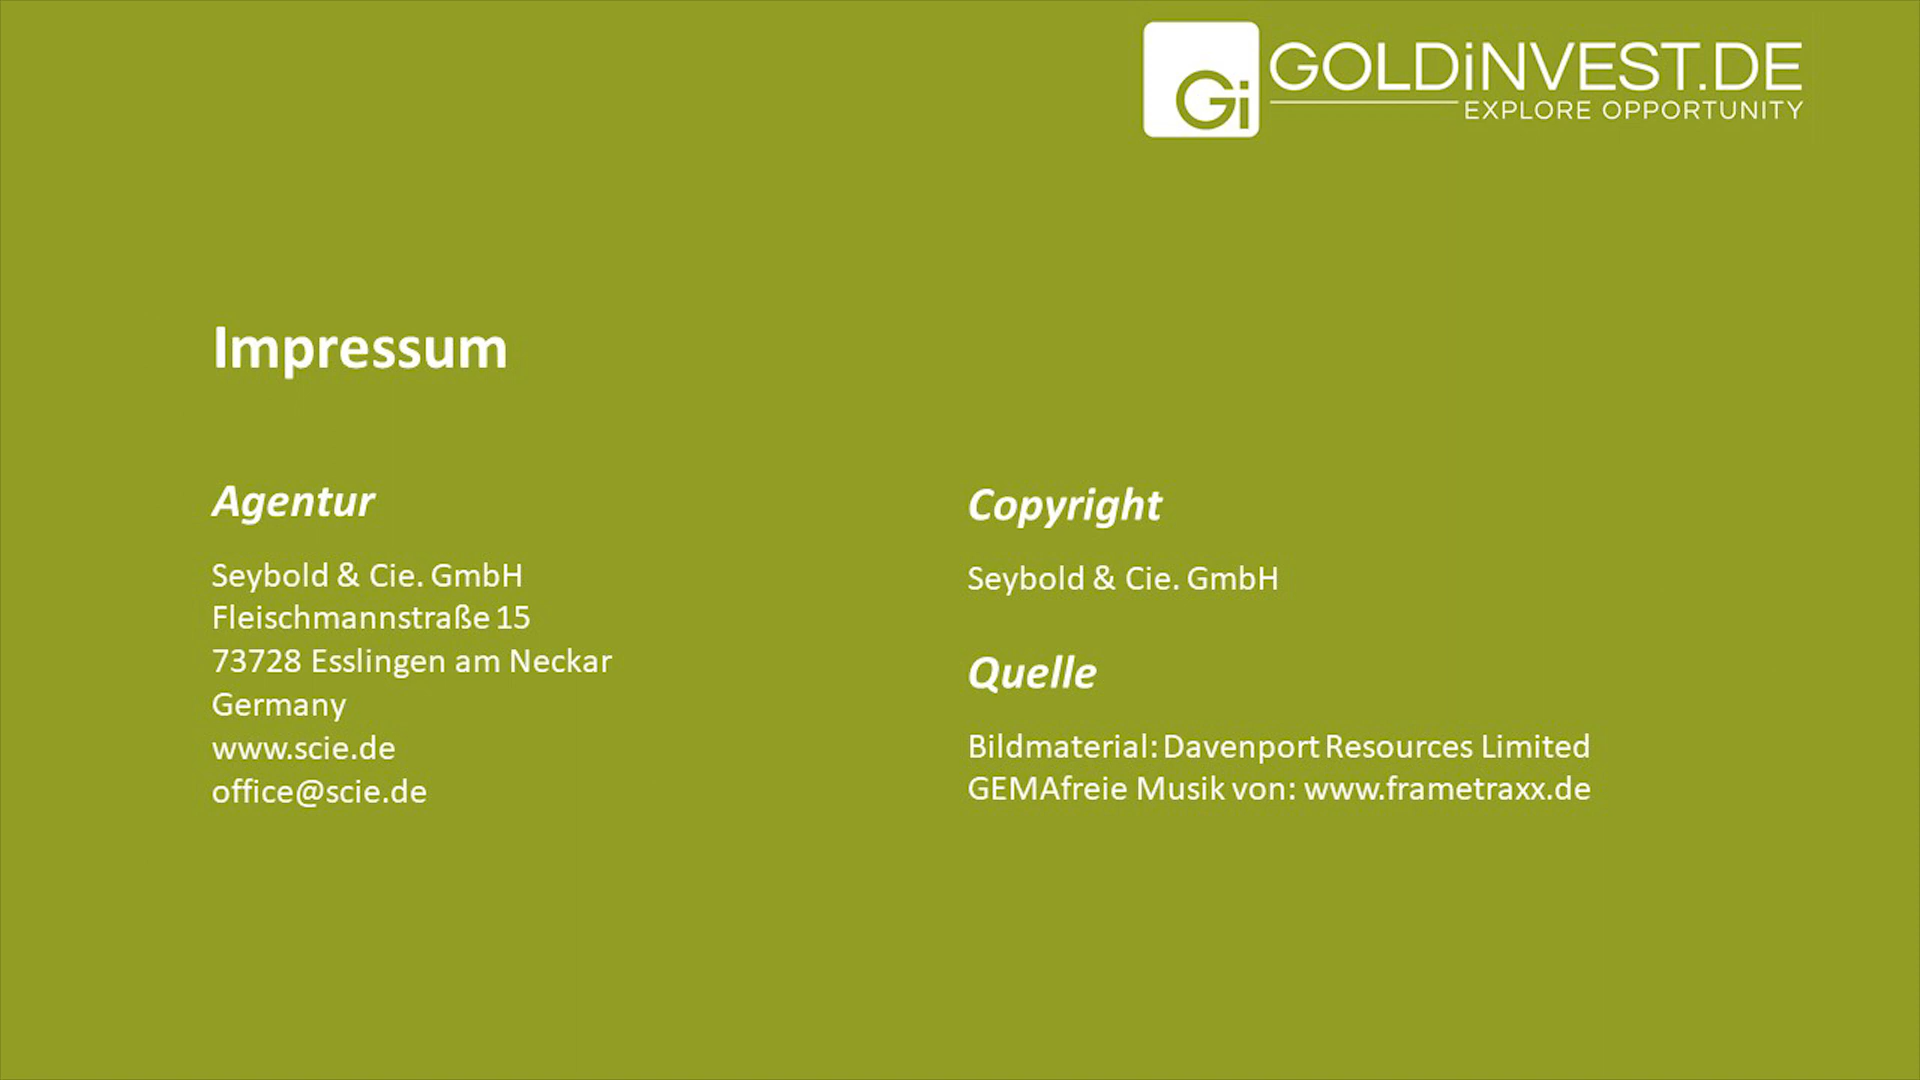 Gi GOLDiNVEST.DE
EXPLORE OPPORTUNITY
Impressum
Agentur
Seybold & Cie. GmbH
Fleischmannstraße 15
73728 Esslingen am Neckar
Germany
www.scie.de
office@scie.de
Copyright
Seybold & Cie. GmbH
Quelle
Bildmaterial: Davenport Resources Limited
GEMAfreie Musik von: www.frametraxx.de